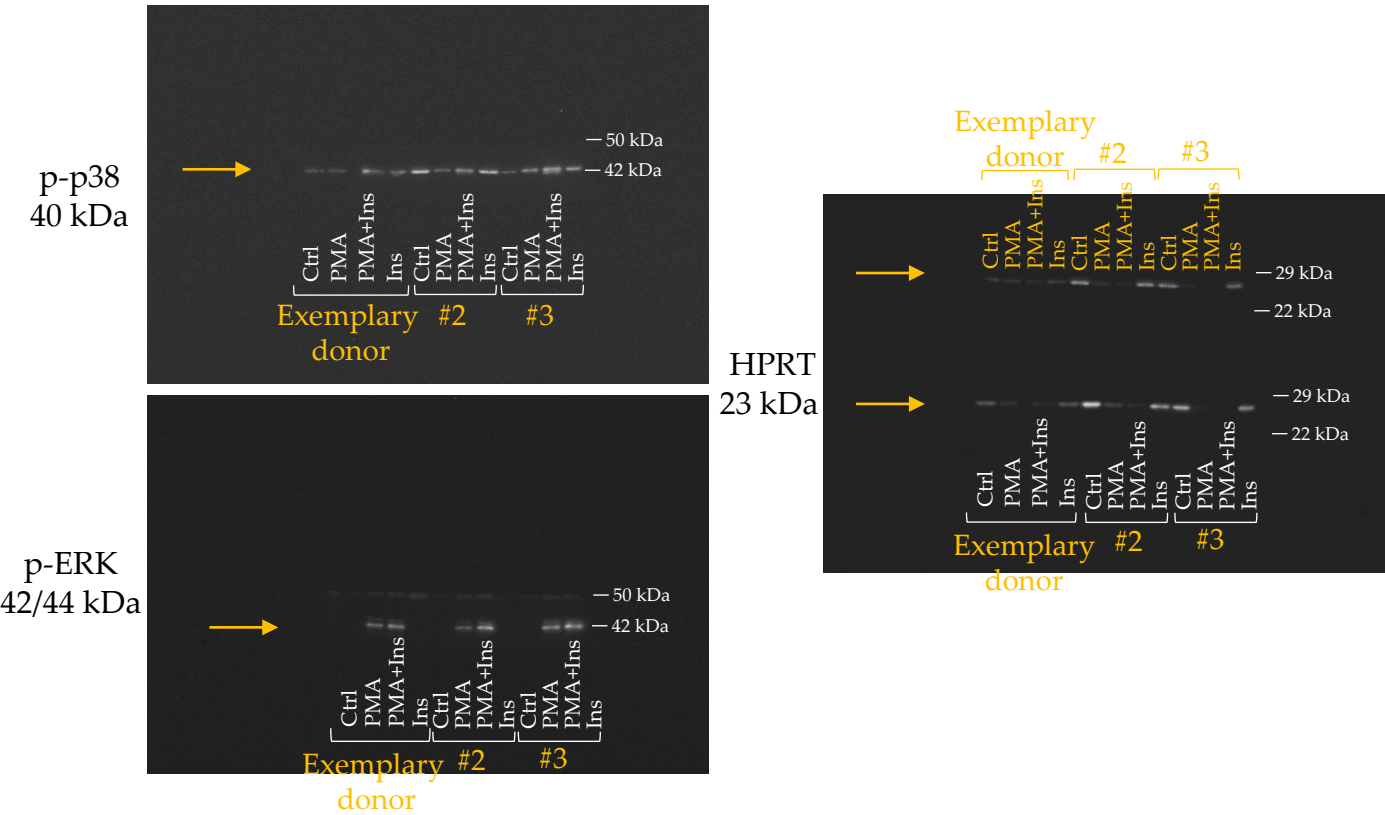 p-p38
40 kDa
50 kDa
42 kDa
Ctrl
PMA
PMA+Ins
Ins
Ctrl
PMA
PMA+Ins
Ins
Ctrl
PMA
PMA+Ins
Ins
Exemplary
donor
#2
#3
p-ERK
42/44 kDa
50 kDa
42 kDa
Ctrl
PMA
PMA+Ins
Ins
Ctrl
PMA
PMA+Ins
Ins
Ctrl
PMA
PMA+Ins
Ins
Exemplary
donor
#2
#3
HPRT
23 kDa
Exemplary
donor
#2
#3
Ctrl
PMA
PMA+Ins
Ins
Ctrl
PMA
PMA+Ins
Ins
Ctrl
PMA
PMA+Ins
Ins
29 kDa
22 kDa
29 kDa
22 kDa
Ctrl
PMA
PMA+Ins
Ins
Ctrl
PMA
PMA+Ins
Ins
Ctrl
PMA
PMA+Ins
Ins
Exemplary
donor
#2
#3